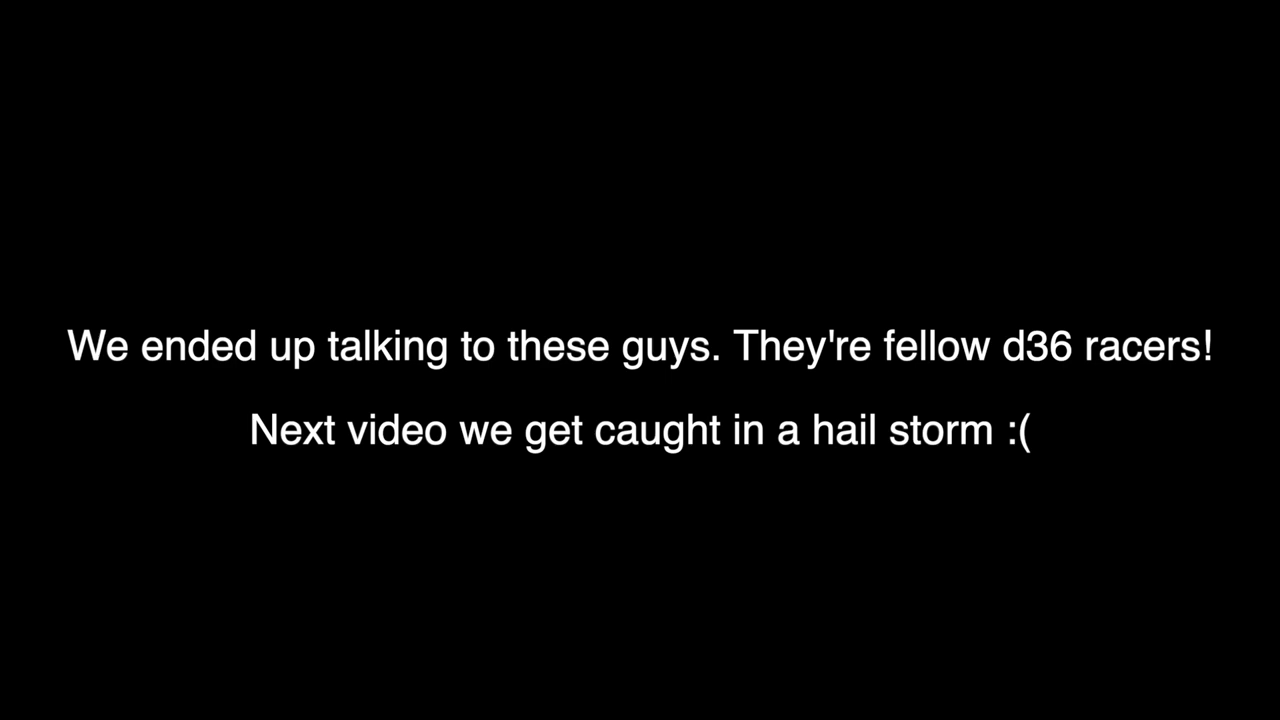 We ended up talking to these guys. They're fellow d36 racers!
Next video we get caught in a hail storm :(